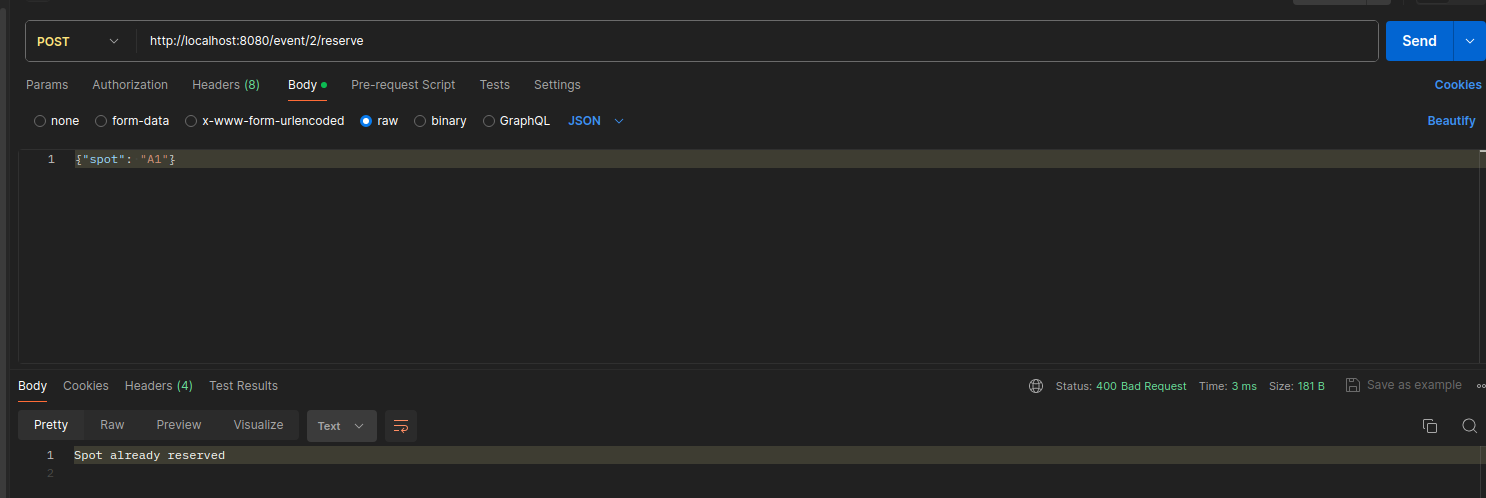 POST http://localhost:8080/event/2/reserve Send
Params Authorization Headers (8) Body Pre-request Script Tests Settings Cookies
none form-data x-www-form-urlencoded raw binary GraphQL JSON Beautify
1 {"spot": "A1"}
Body Cookies Headers (4) Test Results Status: 400 Bad Request Time: 3 ms Size: 181 B Save as example
Pretty Raw Preview Visualize Text
1 Spot already reserved
2